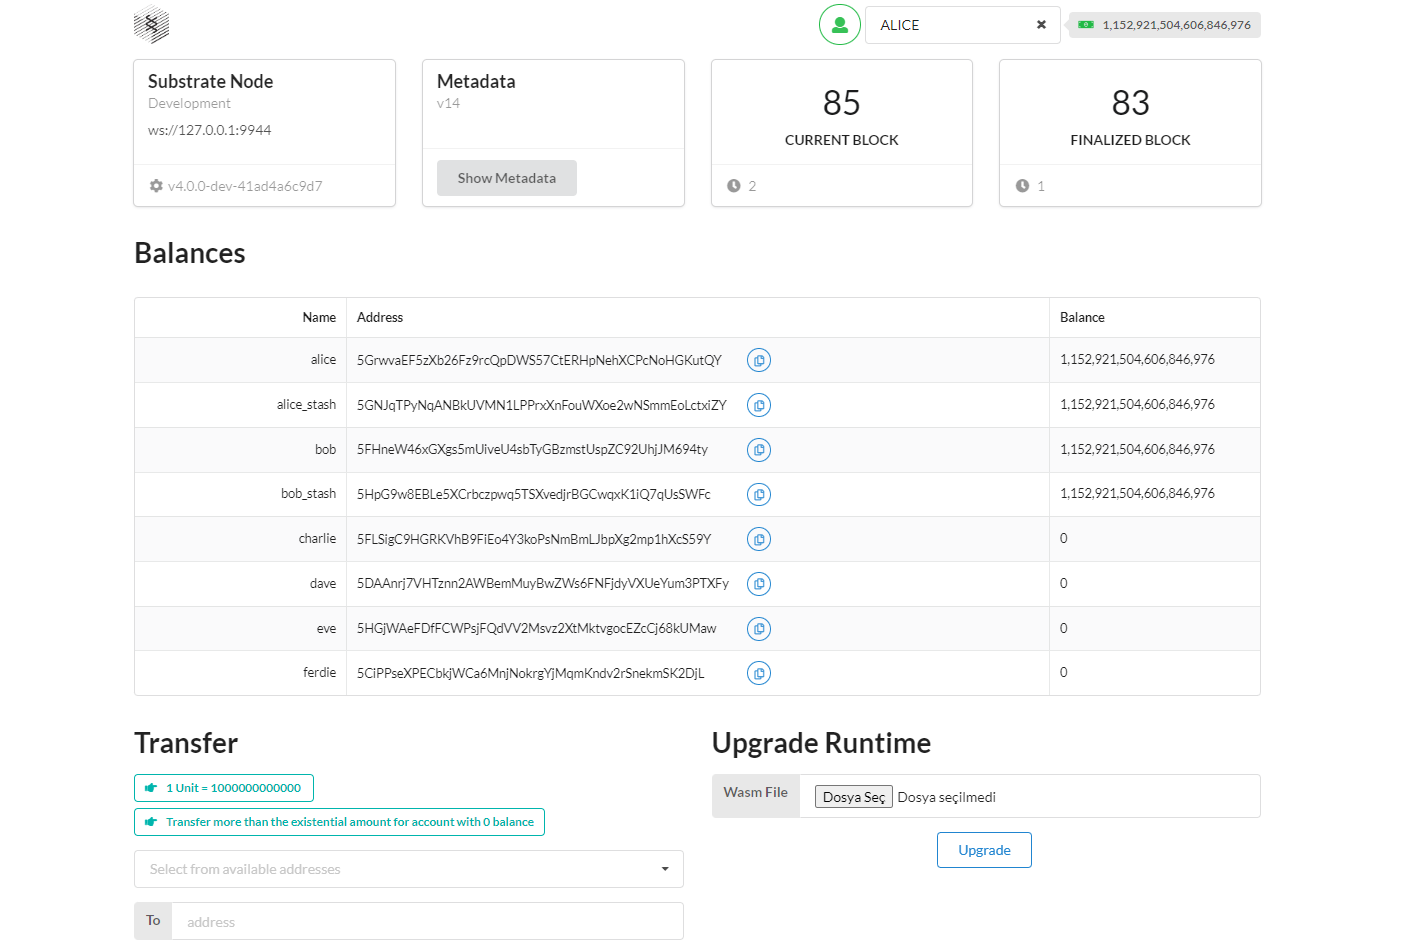 ALICE
1,152,921,504,606,846,976
Substrate Node
Development
ws://127.0.0.1:9944
v4.0.0-dev-41ad4a6c9d7
Metadata
v14
Show Metadata
85
CURRENT BLOCK
2
83
FINALIZED BLOCK
1
Balances
Name Address Balance
alice 5GrwvaEF5zXb26Fz9rcQpDWS57CtERHpNehXCPcNoHGKutQY 1,152,921,504,606,846,976
alice_stash 5GNJqTPyNqANBkUVMN1LPPrxXnFouWXoe2wNSmmEoLctxiZY 1,152,921,504,606,846,976
bob 5FHneW46xGXgs5mUiveU4sbTyGBzmstUspZC92UhjJM694ty 1,152,921,504,606,846,976
bob_stash 5HpG9w8EBLe5XCrbczpwq5TSXvedjrBGCwqxK1iQ7qUsSWFc 1,152,921,504,606,846,976
charlie 5FLSigC9HGRKVhB9FiEo4Y3koPsNmBmLJbpXg2mp1hXcS59Y 0
dave 5DAAnrj7VHTznn2AWBemMuyBwZWs6FNFjdyVXUeYum3PTXFy 0
eve 5HGjWAeFDfFCWPsjFQdVV2Msvz2XtMktvgocEZcCj68kUMaw 0
ferdie 5CiPPseXPECbkjWCa6MnjNokrgYjMqmKndv2rSnekmSK2DjL 0
Transfer
1 Unit = 1000000000000
Transfer more than the existential amount for account with 0 balance
Select from available addresses
To address
Upgrade Runtime
Wasm File Dosya Seç Dosya seçilmedi
Upgrade